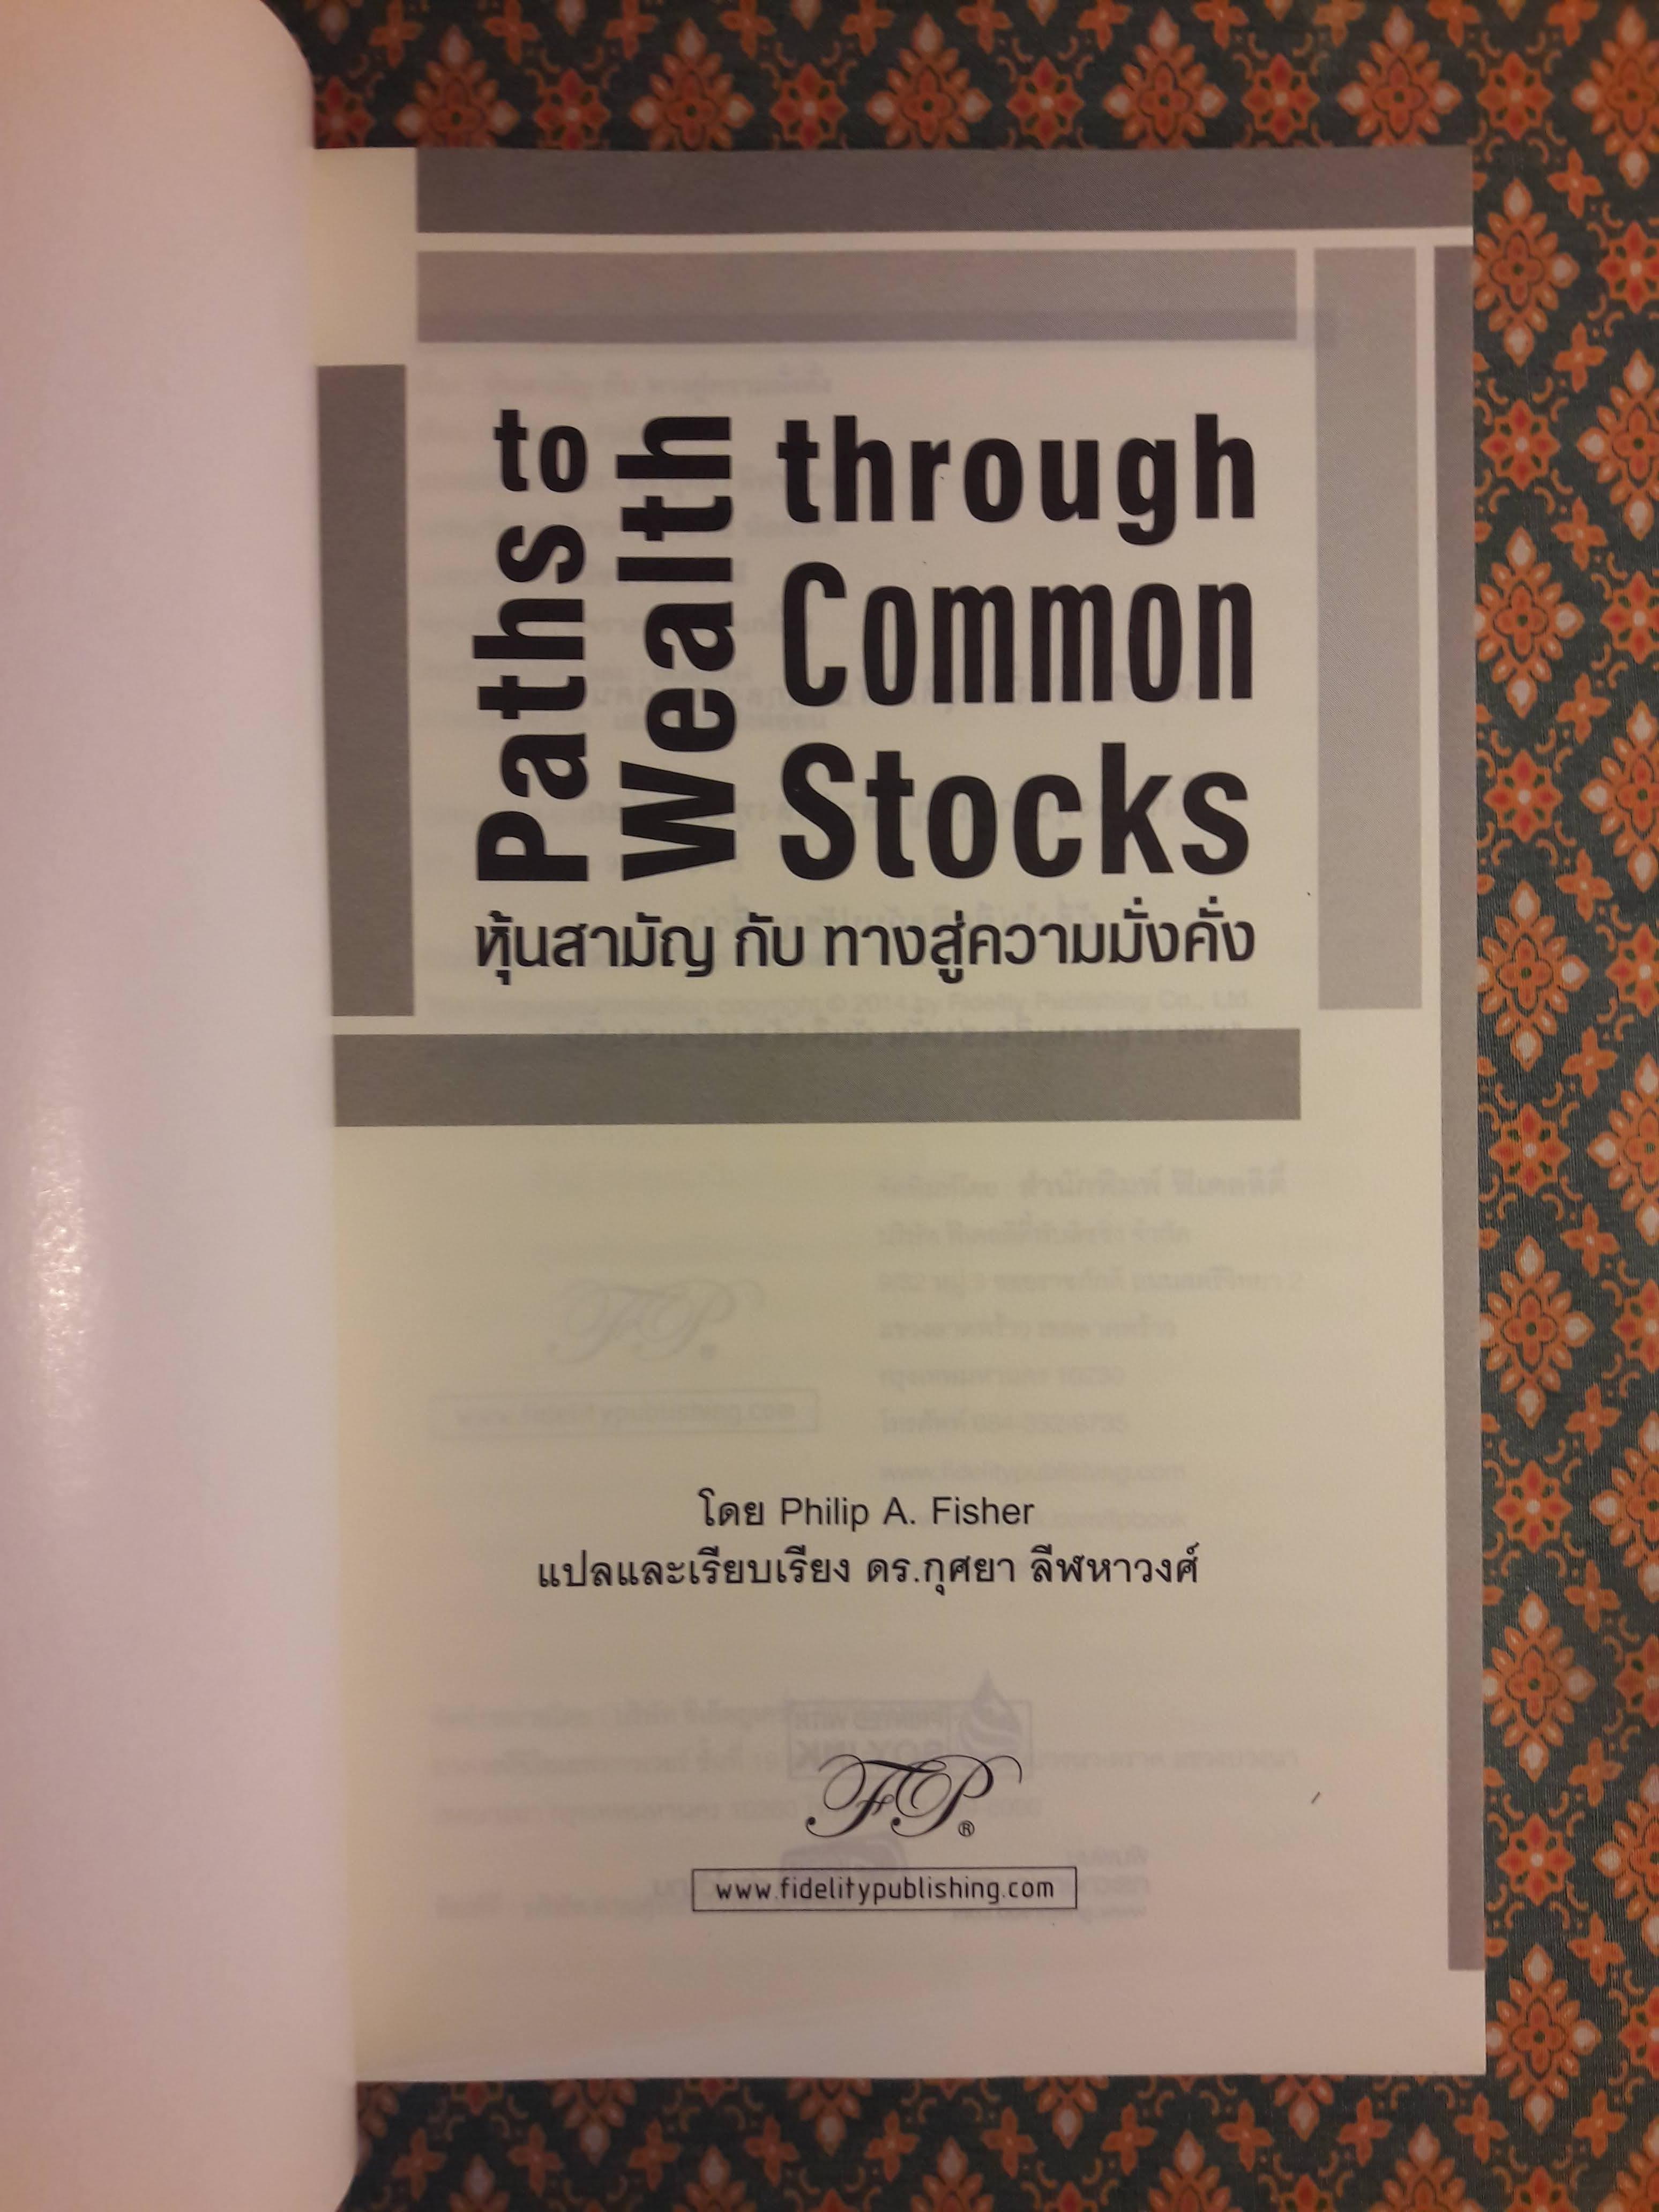 Paths to
Wealth
through
Common
Stocks
หุ้นสามัญ กับ ทางสู่ความมั่งคั่ง
โดย Philip A. Fisher
แปลและเรียบเรียง ดร.กุศยา ลีฬหาวงศ์
FP®
www.fidelitypublishing.com